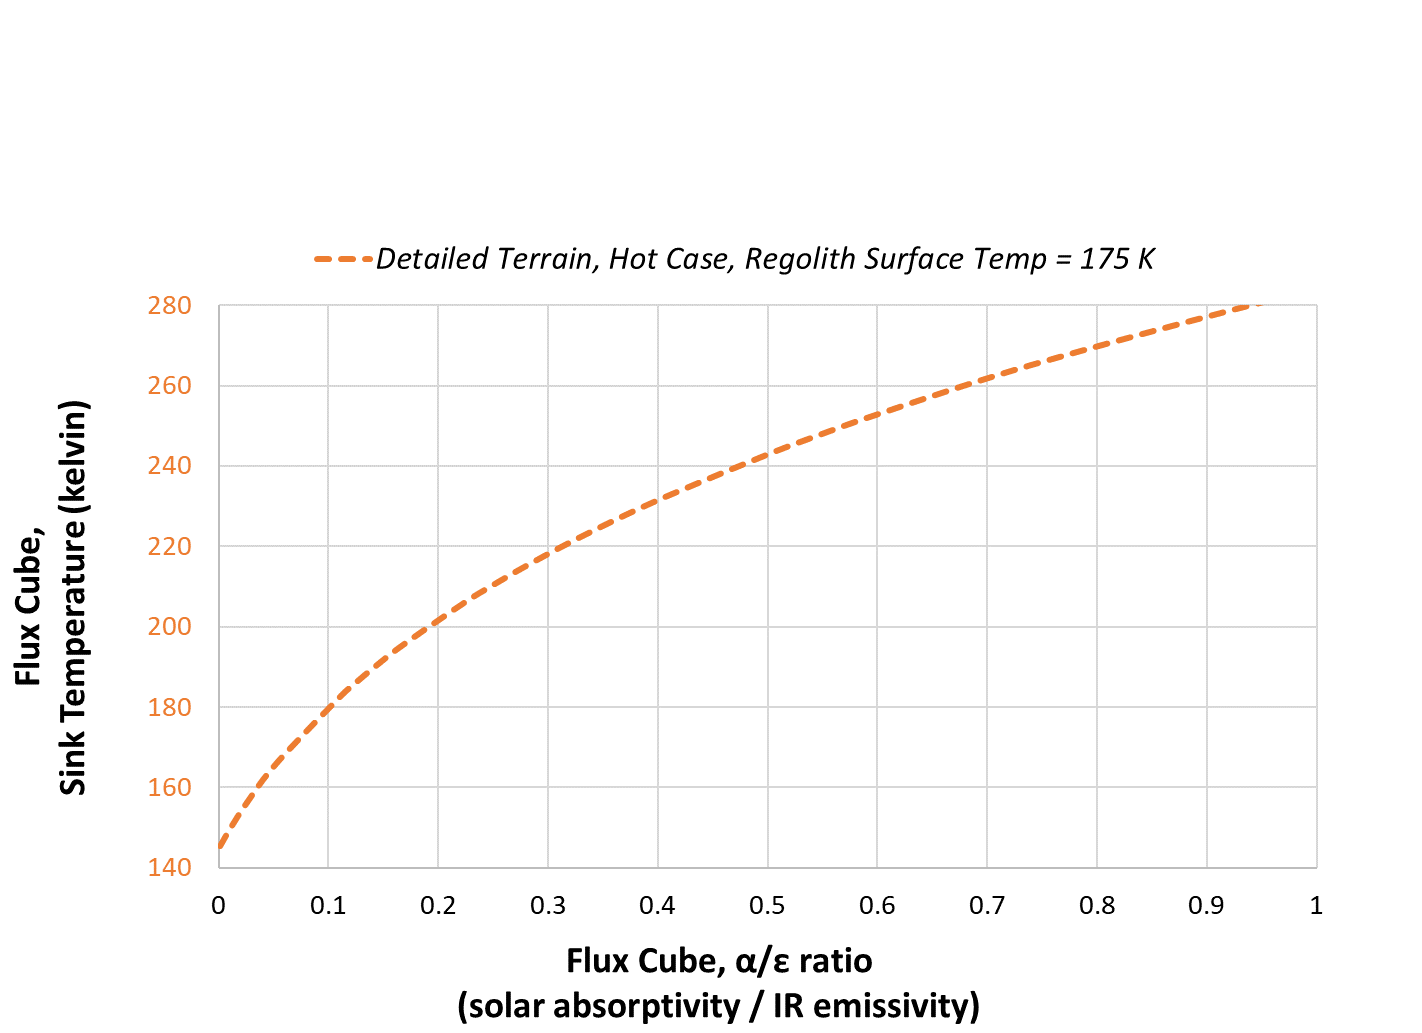 Detailed Terrain, Hot Case, Regolith Surface Temp = 175 K
280
260
240
220
200
180
160
140
Flux Cube,
Sink Temperature (kelvin)
0 0.1 0.2 0.3 0.4 0.5 0.6 0.7 0.8 0.9 1
Flux Cube, α/ε ratio
(solar absorptivity / IR emissivity)